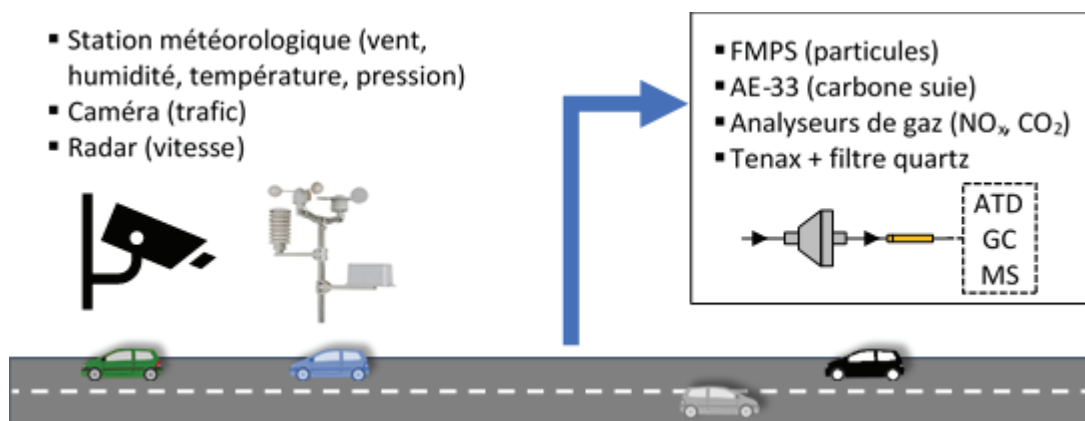 ▪ Station météorologique (vent,
humidité, température, pression)
▪ Caméra (trafic)
▪ Radar (vitesse)
▪ FMPS (particules)
▪ AE-33 (carbone suie)
▪ Analyseurs de gaz (NOₓ, CO₂)
▪ Tenax + filtre quartz
ATD
GC
MS